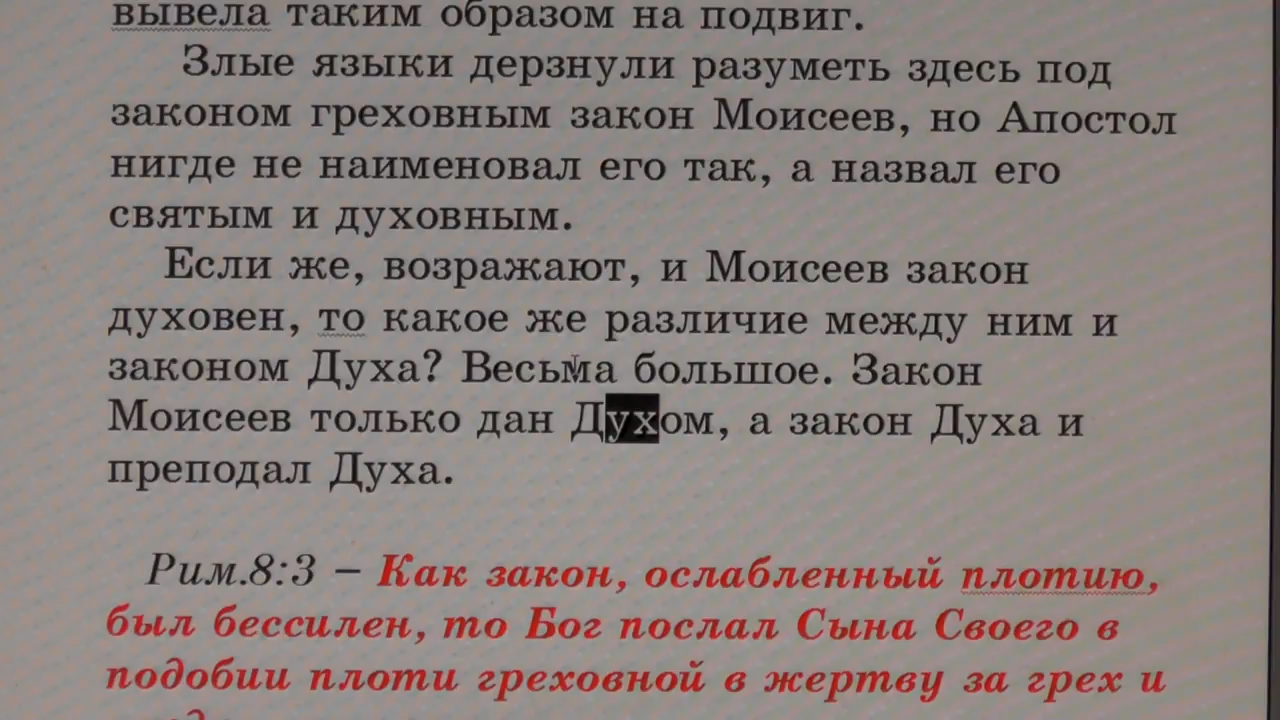 вывела таким образом на подвиг.
Злые языки дерзнули разуметь здесь под
законом греховным закон Моисеев, но Апостол
нигде не наименовал его так, а назвал его
святым и духовным.
Если же, возражают, и Моисеев закон
духовен, то какое же различие между ним и
законом Духа? Весьма большое. Закон
Моисеев только дан Духом, а закон Духа и
преподал Духа.
Рим.8:3 – Как закон, ослабленный плотию,
был бессилен, то Бог послал Сына Своего в
подобии плоти греховной в жертву за грех и